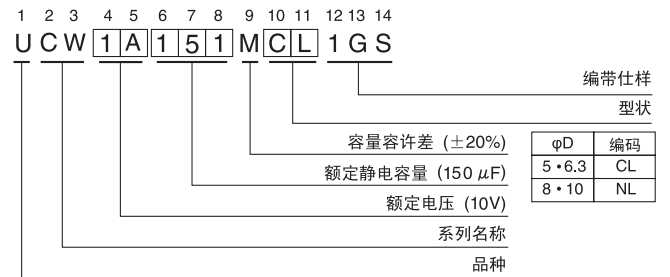 1 2 3 4 5 6 7 8 9 10 11 12 13 14
U C W 1 A 1 5 1 M C L 1 G S
编带仕样
型状
容量容许差 (±20%)
额定静电容量 (150 μF)
额定电压 (10V)
系列名称
品种
φD 编码
5・6.3 CL
8・10 NL